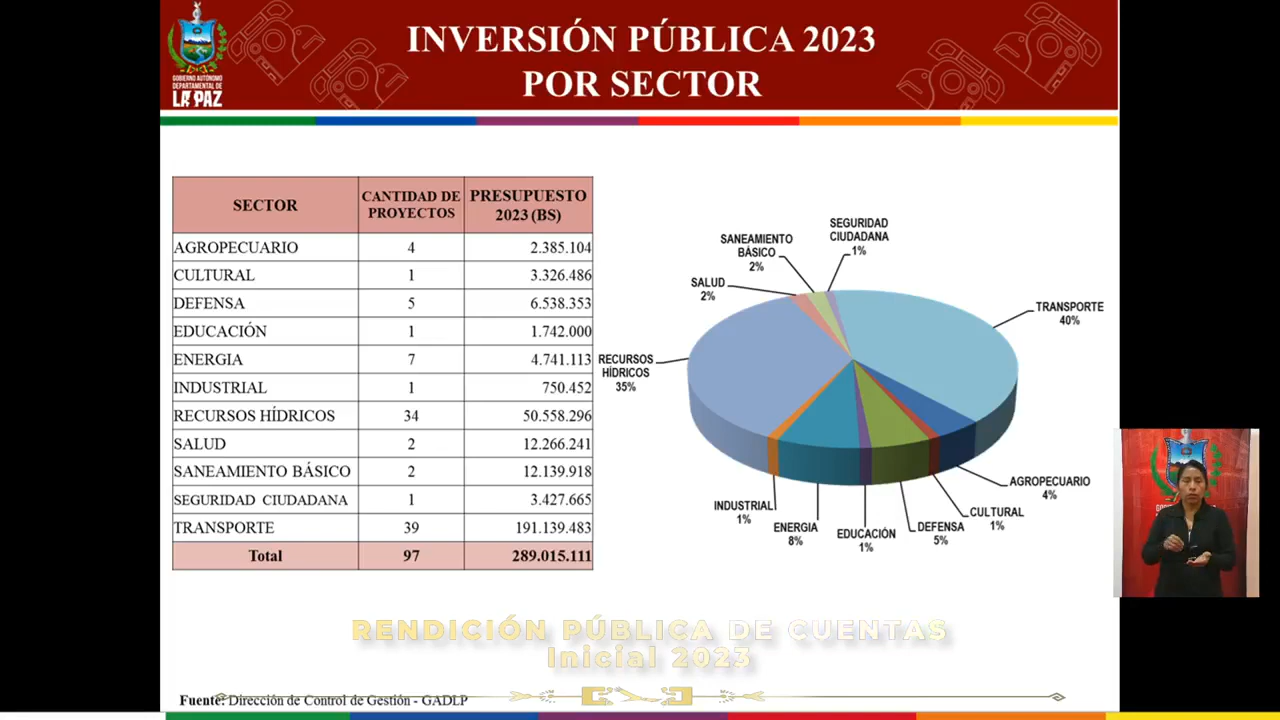 INVERSIÓN PÚBLICA 2023
POR SECTOR
GOBIERNO AUTÓNOMO
DEPARTAMENTAL DE
LA PAZ
SECTOR CANTIDAD DE PROYECTOS PRESUPUESTO 2023 (BS)
AGROPECUARIO 4 2.385.104
CULTURAL 1 3.326.486
DEFENSA 5 6.538.353
EDUCACIÓN 1 1.742.000
ENERGIA 7 4.741.113
INDUSTRIAL 1 750.452
RECURSOS HÍDRICOS 34 50.558.296
SALUD 2 12.266.241
SANEAMIENTO BÁSICO 2 12.139.918
SEGURIDAD CIUDADANA 1 3.427.665
TRANSPORTE 39 191.139.483
Total 97 289.015.111
SEGURIDAD
CIUDADANA
1%
SANEAMIENTO
BÁSICO
2%
SALUD
2%
TRANSPORTE
40%
RECURSOS
HÍDRICOS
35%
AGROPECUARIO
4%
INDUSTRIAL
1%
ENERGIA
8%
EDUCACIÓN
1%
DEFENSA
5%
CULTURAL
1%
RENDICIÓN PÚBLICA DE CUENTAS
Inicial 2023
Fuente: Dirección de Control de Gestión - GADLP